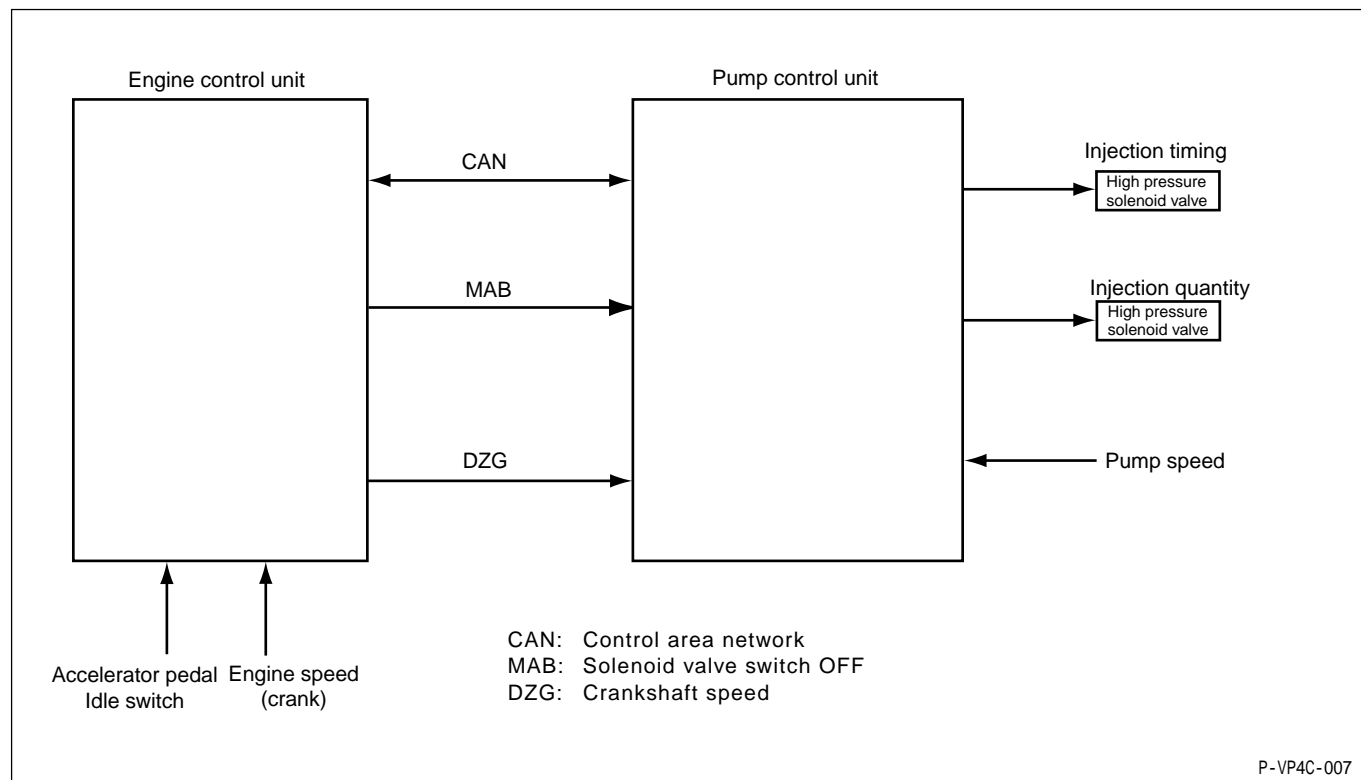 Engine control unit
Pump control unit
CAN
MAB
DZG
Injection timing
High pressure
solenoid valve
Injection quantity
High pressure
solenoid valve
Pump speed
Accelerator pedal
Idle switch
Engine speed
(crank)
CAN: Control area network
MAB: Solenoid valve switch OFF
DZG: Crankshaft speed
P-VP4C-007